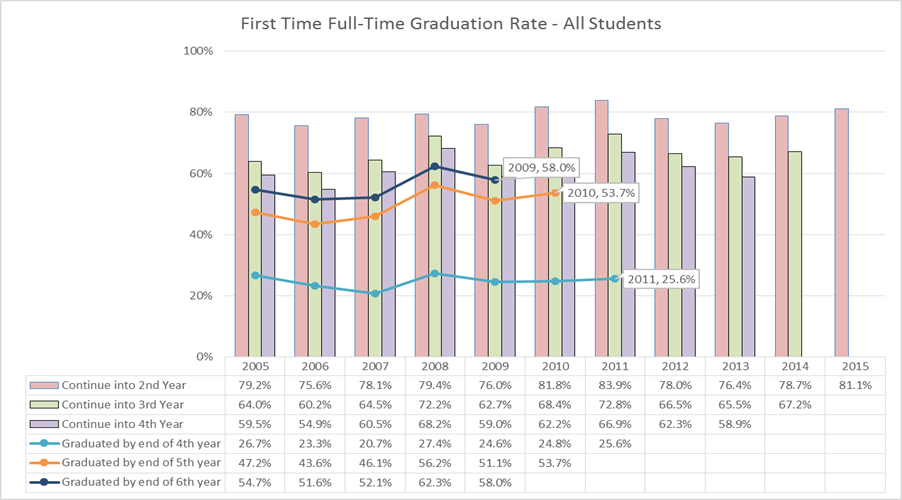 First Time Full-Time Graduation Rate - All Students
100%
80%
60%
40%
20%
0%
2009, 58.0%
2010, 53.7%
2011, 25.6%
2005 2006 2007 2008 2009 2010 2011 2012 2013 2014 2015
Continue into 2nd Year 79.2% 75.6% 78.1% 79.4% 76.0% 81.8% 83.9% 78.0% 76.4% 78.7% 81.1%
Continue into 3rd Year 64.0% 60.2% 64.5% 72.2% 62.7% 68.4% 72.8% 66.5% 65.5% 67.2%
Continue into 4th Year 59.5% 54.9% 60.5% 68.2% 59.0% 62.2% 66.9% 62.3% 58.9%
Graduated by end of 4th year 26.7% 23.3% 20.7% 27.4% 24.6% 24.8% 25.6%
Graduated by end of 5th year 47.2% 43.6% 46.1% 56.2% 51.1% 53.7%
Graduated by end of 6th year 54.7% 51.6% 52.1% 62.3% 58.0%